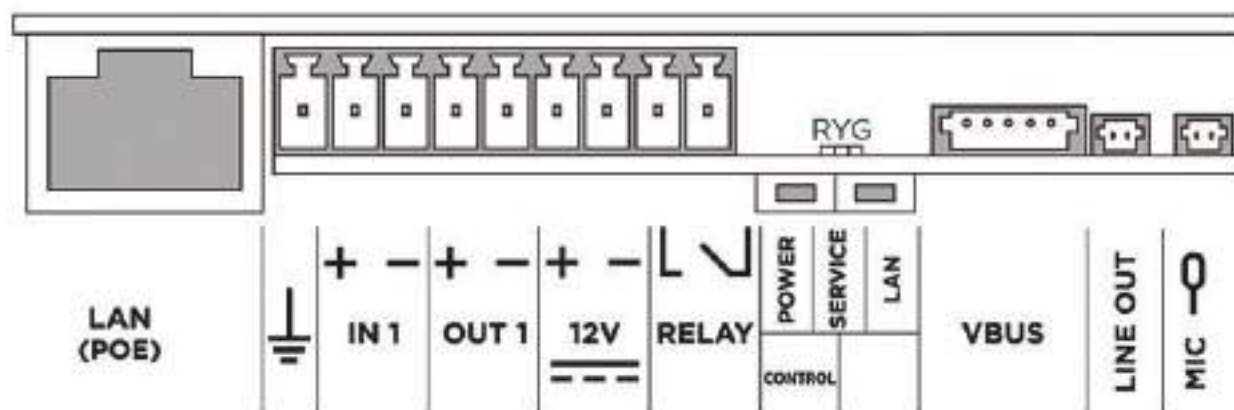 RYG
+ - + - + -
LAN
(POE)
IN 1
OUT 1
12V
RELAY
POWER
SERVICE
LAN
CONTROL
VBUS
LINE OUT
MIC